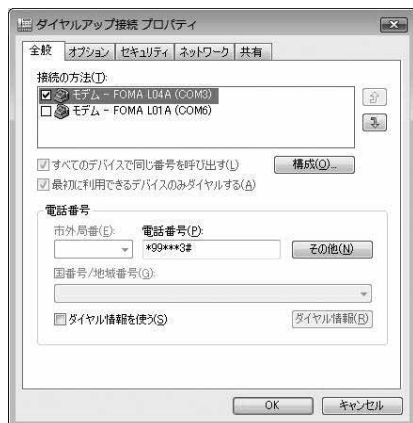 ダイヤルアップ接続 プロパティ
全般 オプション セキュリティ ネットワーク 共有
接続の方法(T):
モデム - FOMA L04A (COM3)
モデム - FOMA L01A (COM6)
すべてのデバイスで同じ番号を呼び出す(L)
構成(O)...
最初に利用できるデバイスのみダイヤルする(A)
電話番号
市外局番(E): 電話番号(P):
*99***3#
その他(N)
国番号/地域番号(G):
ダイヤル情報を使う(S)
ダイヤル情報(R)
OK キャンセル